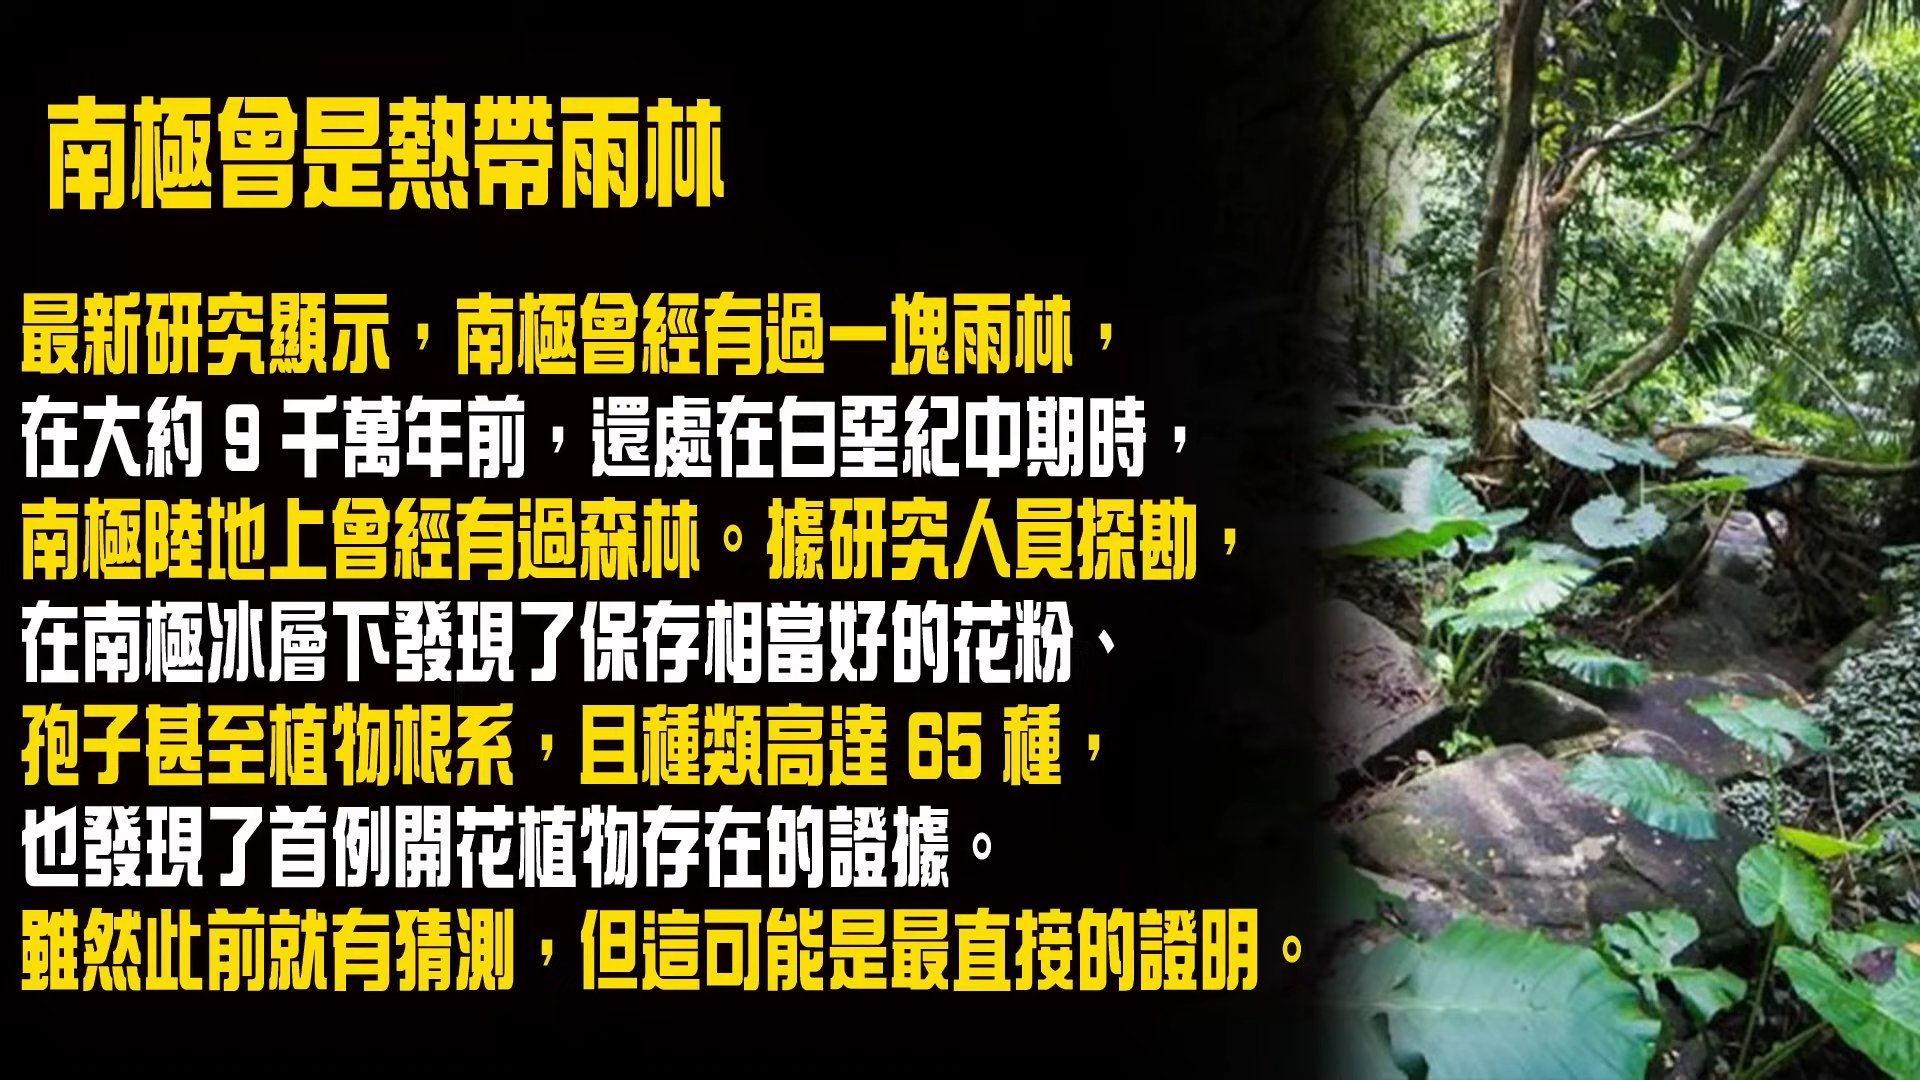 南極曾是熱帶雨林
最新研究顯示，南極曾經有過一塊雨林，
在大約 9 千萬年前，還處在白堊紀中期時，
南極陸地上曾經有過森林。據研究人員探勘，
在南極冰層下發現了保存相當好的花粉、
孢子甚至植物根系，且種類高達 65 種，
也發現了首例開花植物存在的證據。
雖然此前就有猜測，但這可能是最直接的證明。